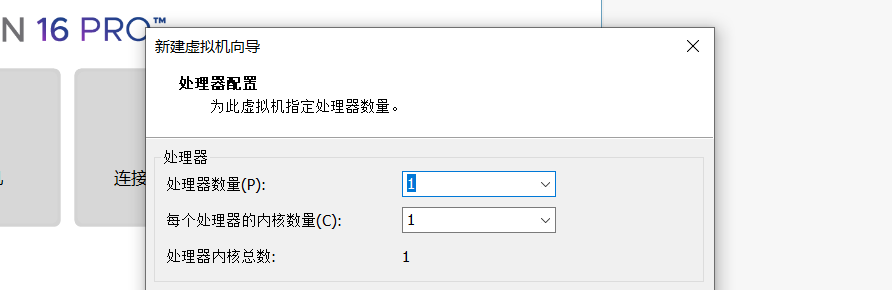 N 16 PRO™
新建虚拟机向导
处理器配置
为此虚拟机指定处理器数量。
处理器
处理器数量(P): 1
连接
每个处理器的内核数量(C): 1
处理器内核总数: 1